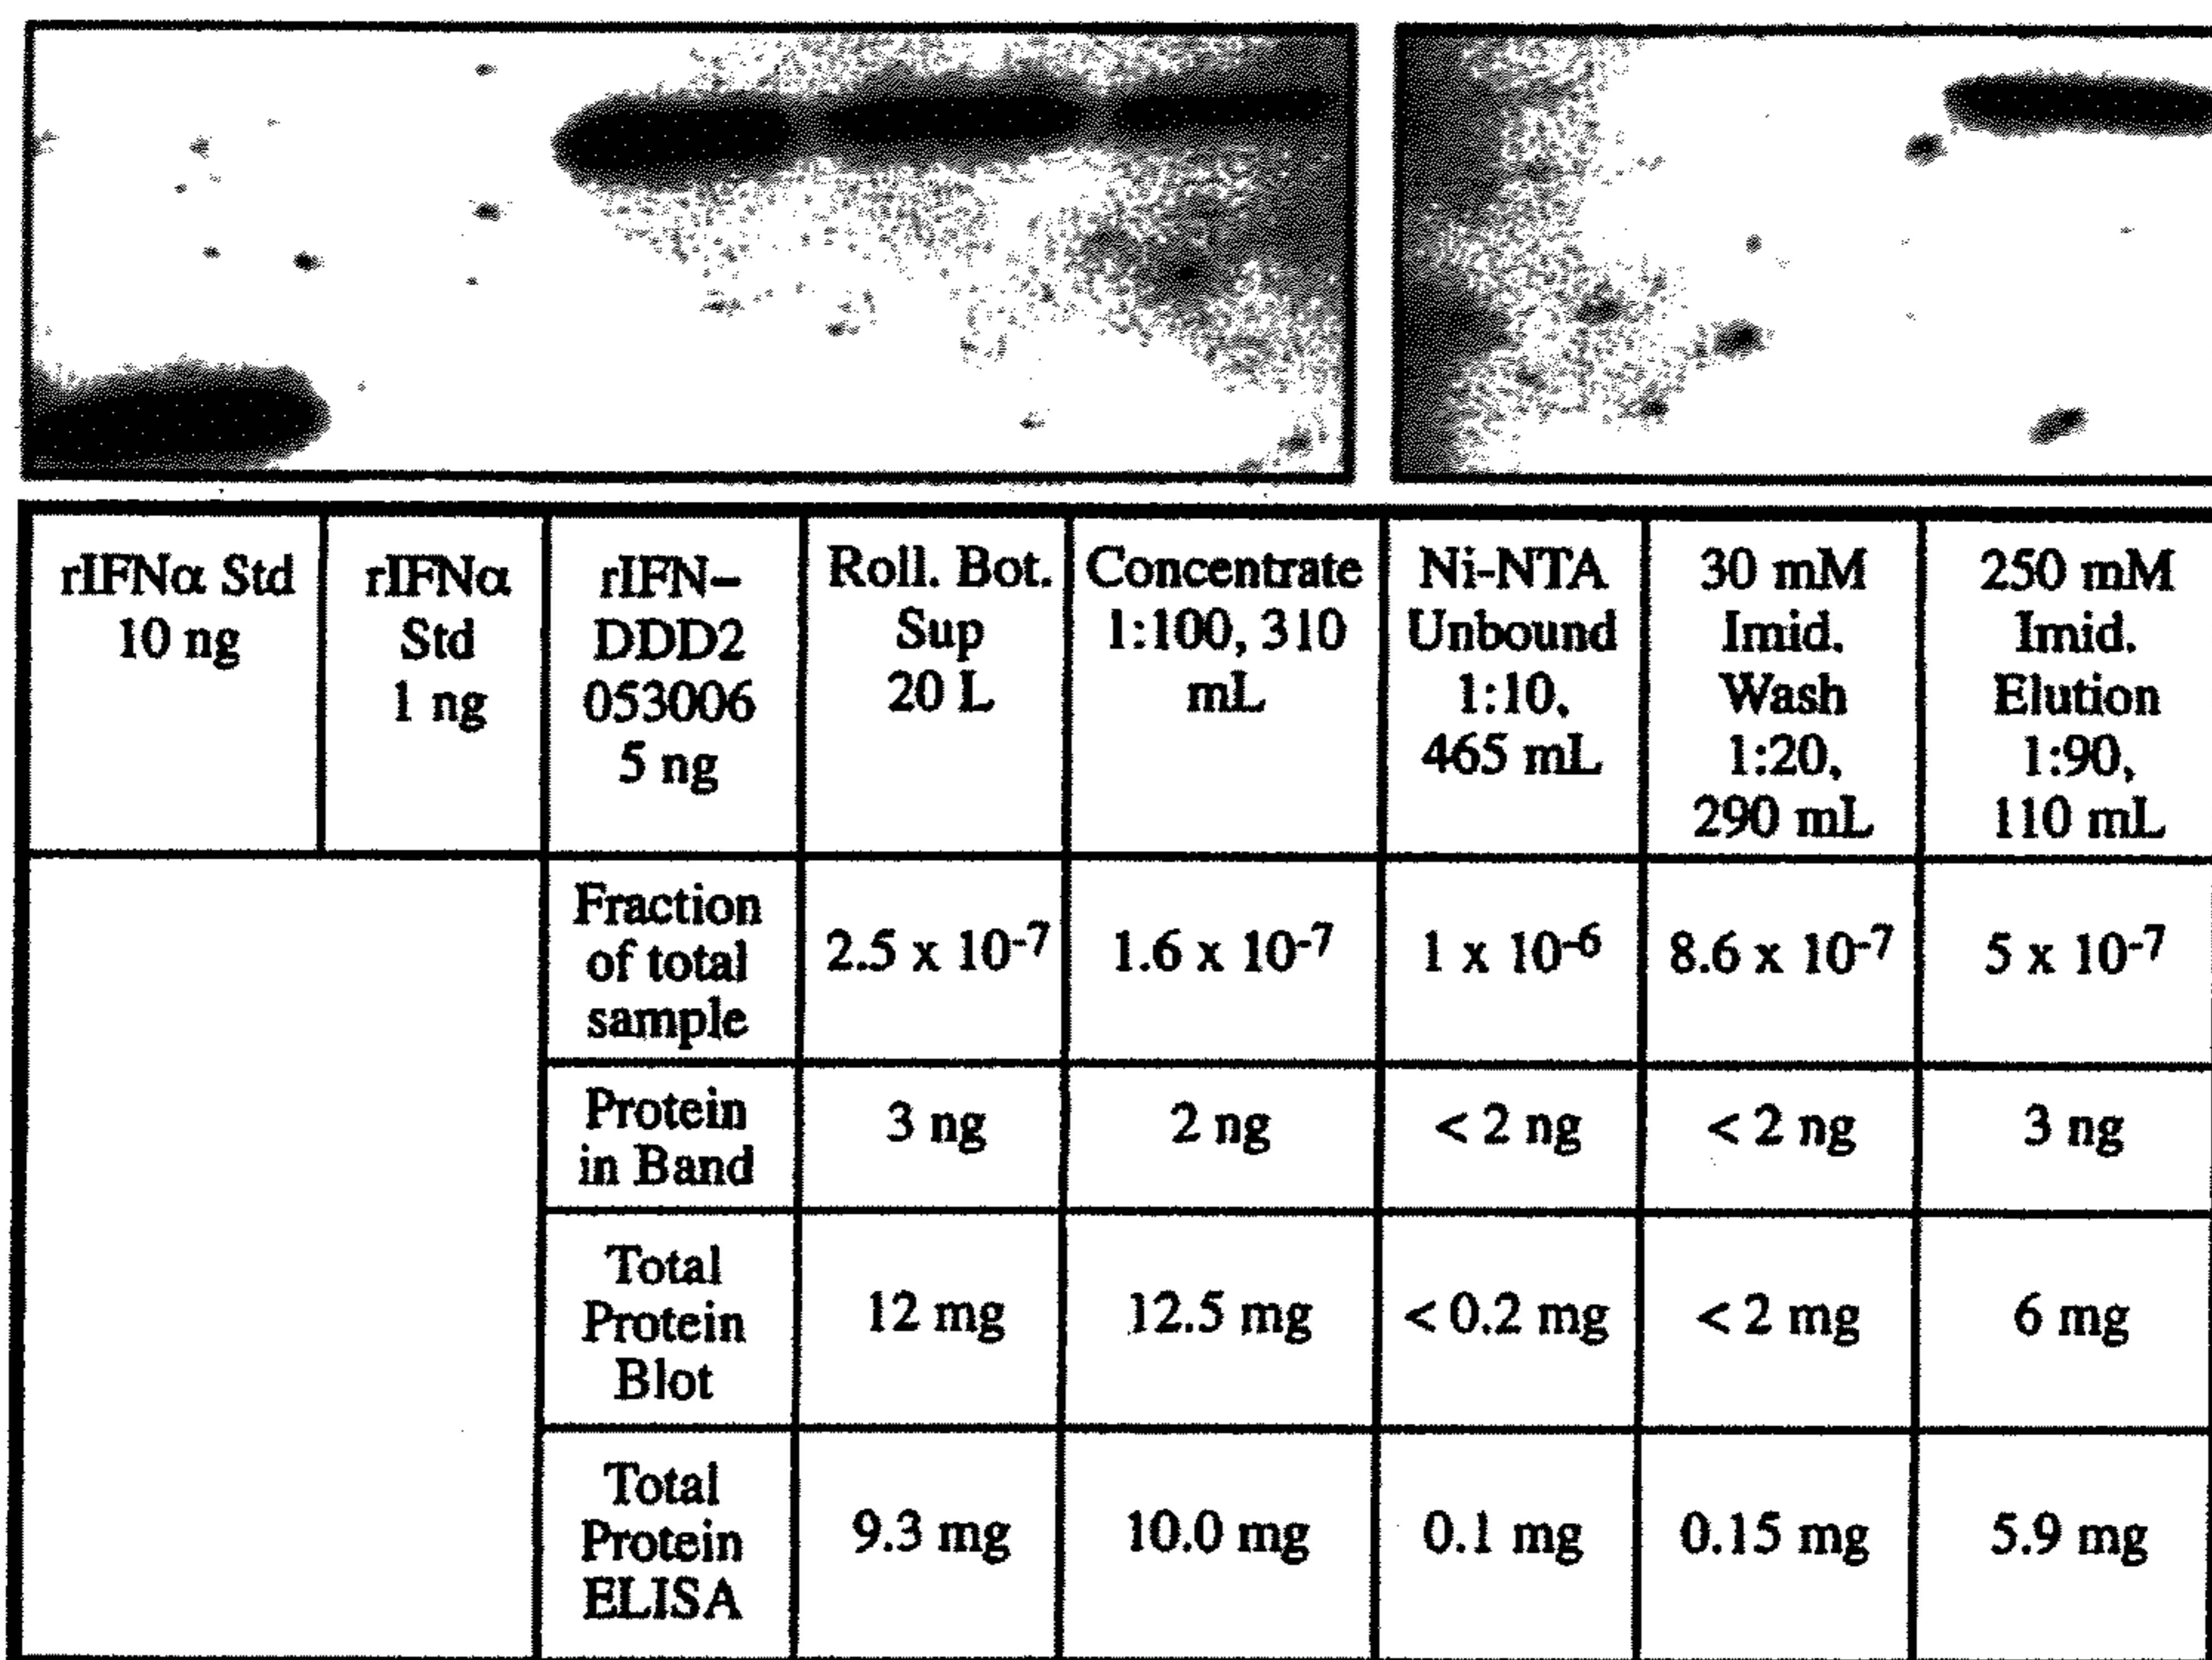 rIFNα Std
10 ng
rIFNα
Std
1 ng
rIFN–
DDD2
053006
5 ng
Roll. Bot.
Sup
20 L
Concentrate
1:100, 310
mL
Ni-NTA
Unbound
1:10,
465 mL
30 mM
Imid.
Wash
1:20,
290 mL
250 mM
Imid.
Elution
1:90,
110 mL
Fraction
of total
sample
2.5 x 10-7
1.6 x 10-7
1 x 10-6
8.6 x 10-7
5 x 10-7
Protein
in Band
3 ng
2 ng
< 2 ng
< 2 ng
3 ng
Total
Protein
Blot
12 mg
12.5 mg
< 0.2 mg
< 2 mg
6 mg
Total
Protein
ELISA
9.3 mg
10.0 mg
0.1 mg
0.15 mg
5.9 mg